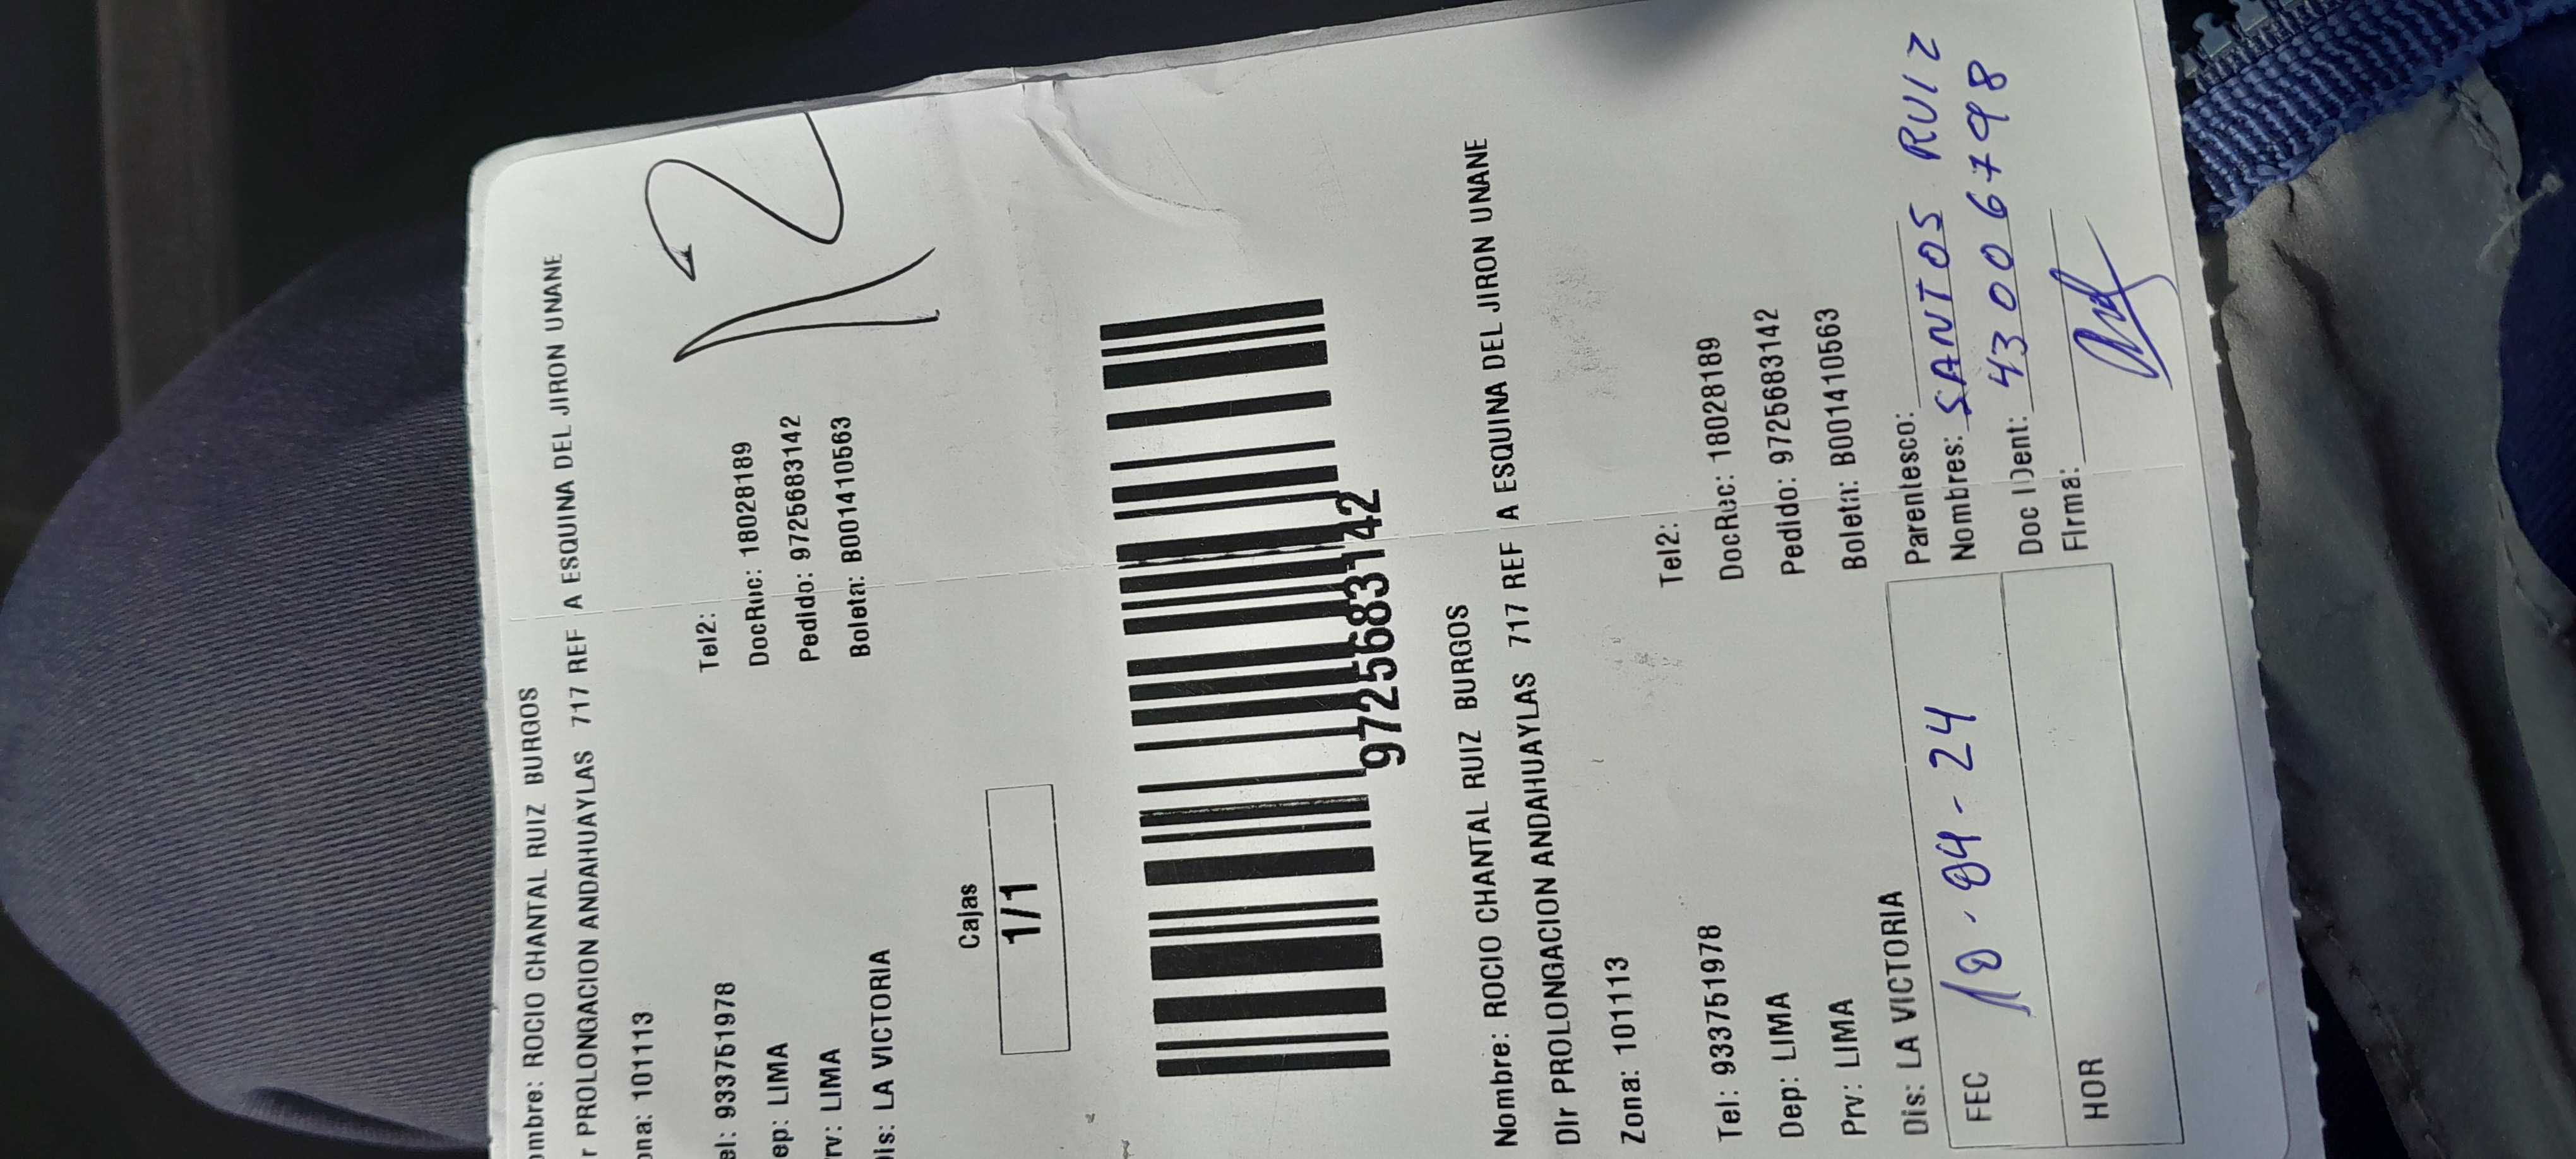 ombre: ROCIO CHANTAL RUIZ BURGOS
r PROLONGACION ANDAHUAYLAS 717 REF A ESQUINA DEL JIRON UNANE
ona: 101113
Tel2:
el: 933751978
DocRuc: 18028189
ep: LIMA
Pedido: 97256831​42
rv: LIMA
Boleta: B001410563
is: LA VICTORIA
12
Cajas
1/1
9725683142
Nombre: ROCIO CHANTAL RUIZ BURGOS
Dir PROLONGACION ANDAHUAYLAS 717 REF A ESQUINA DEL JIRON UNANE
Zona: 101113
Tel2:
Tel: 933751978
DocRuc: 18028189
Dep: LIMA
Pedido: 9725683142
Prv: LIMA
Boleta: B001410563
Dis: LA VICTORIA
Parentesco:
Nombres: SANTOS RUIZ
FEC 10-04-24
Doc IDent: 43006798
Firma:
HOR